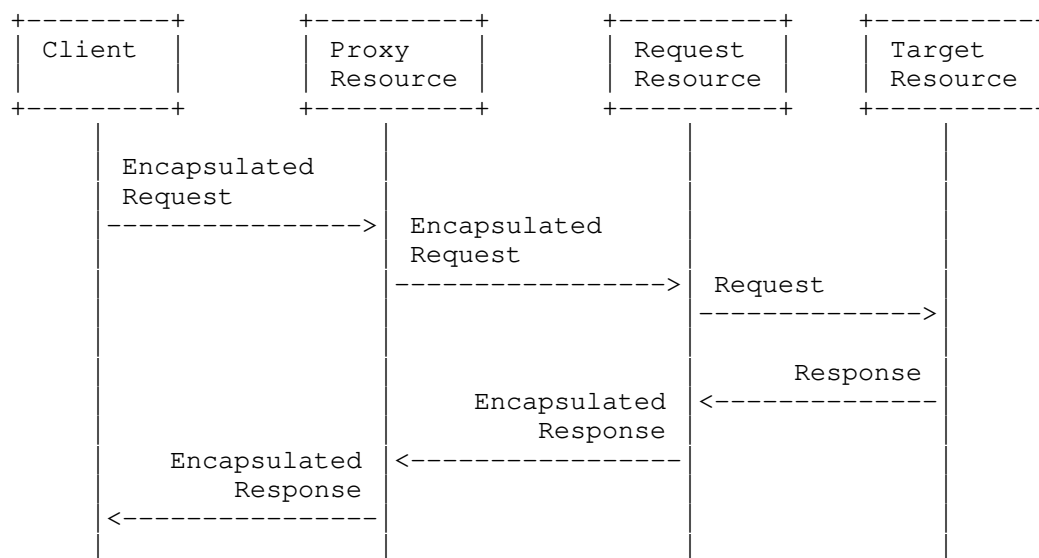 Client Proxy Request Target
Resource Resource Resource
Encapsulated
Request
Encapsulated
Request
Request
Response
Encapsulated
Response
Encapsulated
Response